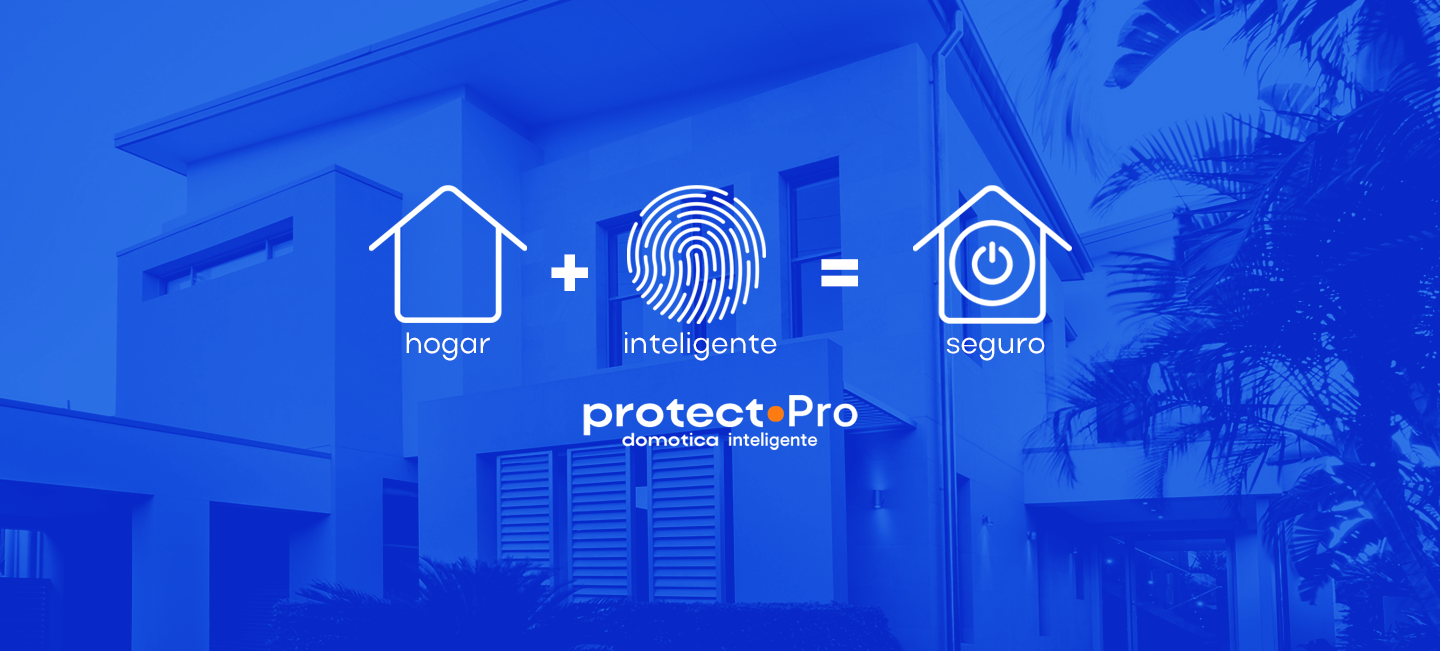 hogar + inteligente = seguro
protect•Pro
domotica inteligente